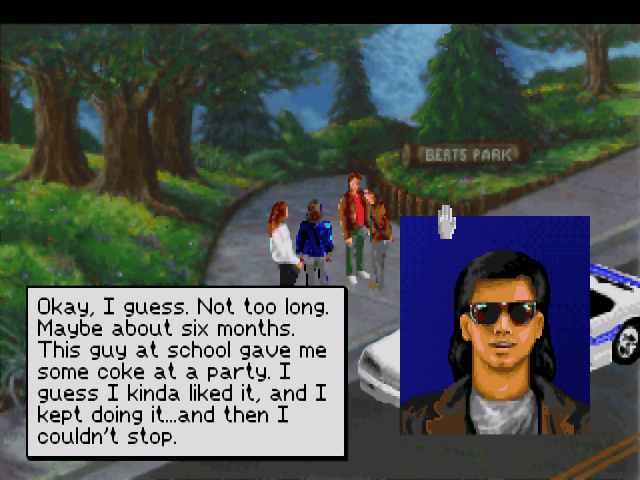 BERTS PARK
Okay, I guess. Not too long.
Maybe about six months.
This guy at school gave me
some coke at a party. I
guess I kinda liked it, and I
kept doing it...and then I
couldn't stop.